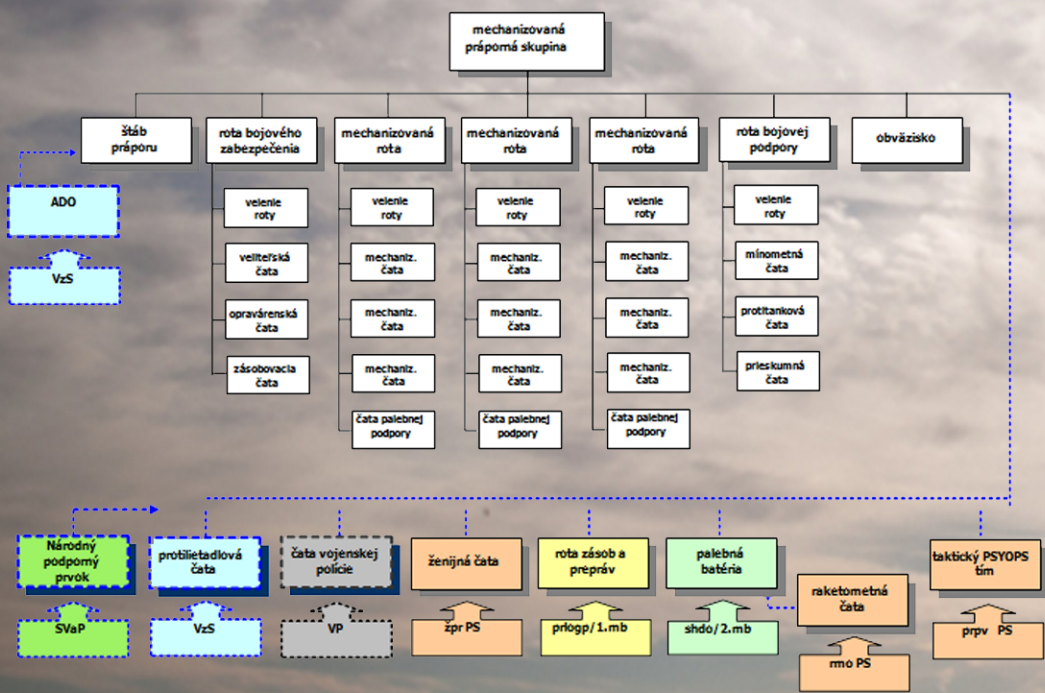 mechanizovaná
práporná skupina
štáb
práporu
rota bojového
zabezpečenia
mechanizovaná
rota
mechanizovaná
rota
mechanizovaná
rota
rota bojovej
podpory
obväzisko
ADO
VzS
velenie
roty
veliteľská
čata
opravárenská
čata
zásobovacia
čata
velenie
roty
mechaniz.
čata
mechaniz.
čata
mechaniz.
čata
čata palebnej
podpory
velenie
roty
mechaniz.
čata
mechaniz.
čata
mechaniz.
čata
čata palebnej
podpory
velenie
roty
mechaniz.
čata
mechaniz.
čata
mechaniz.
čata
čata palebnej
podpory
velenie
roty
mínometná
čata
protitanková
čata
prieskumná
čata
Národný
podporný
prvok
SVaP
protilietadlová
čata
VzS
čata vojenskej
polície
VP
ženijná čata
žpr PS
rota zásob a
prepráv
prlogp/1.mb
palebná
batéria
shdo/2.mb
raketometná
čata
rmo PS
taktický PSYOPS
tím
prpv PS